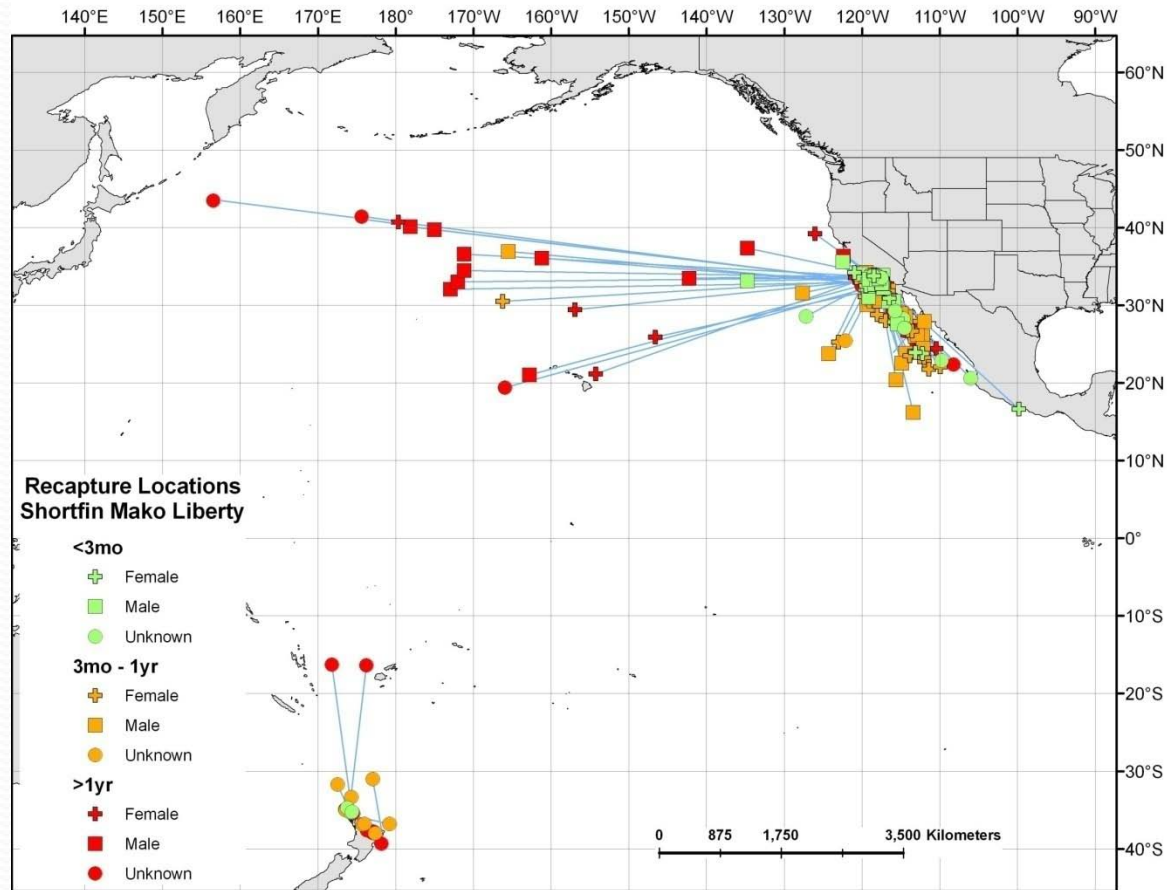 140°E 150°E 160°E 170°E 180° 170°W 160°W 150°W 140°W 130°W 120°W 110°W 100°W 90°W
60°N
50°N
40°N
30°N
20°N
10°N
0°
10°S
20°S
30°S
40°S
Recapture Locations
Shortfin Mako Liberty
<3mo
Female
Male
Unknown
3mo - 1yr
Female
Male
Unknown
>1yr
Female
Male
Unknown
0 875 1,750 3,500 Kilometers